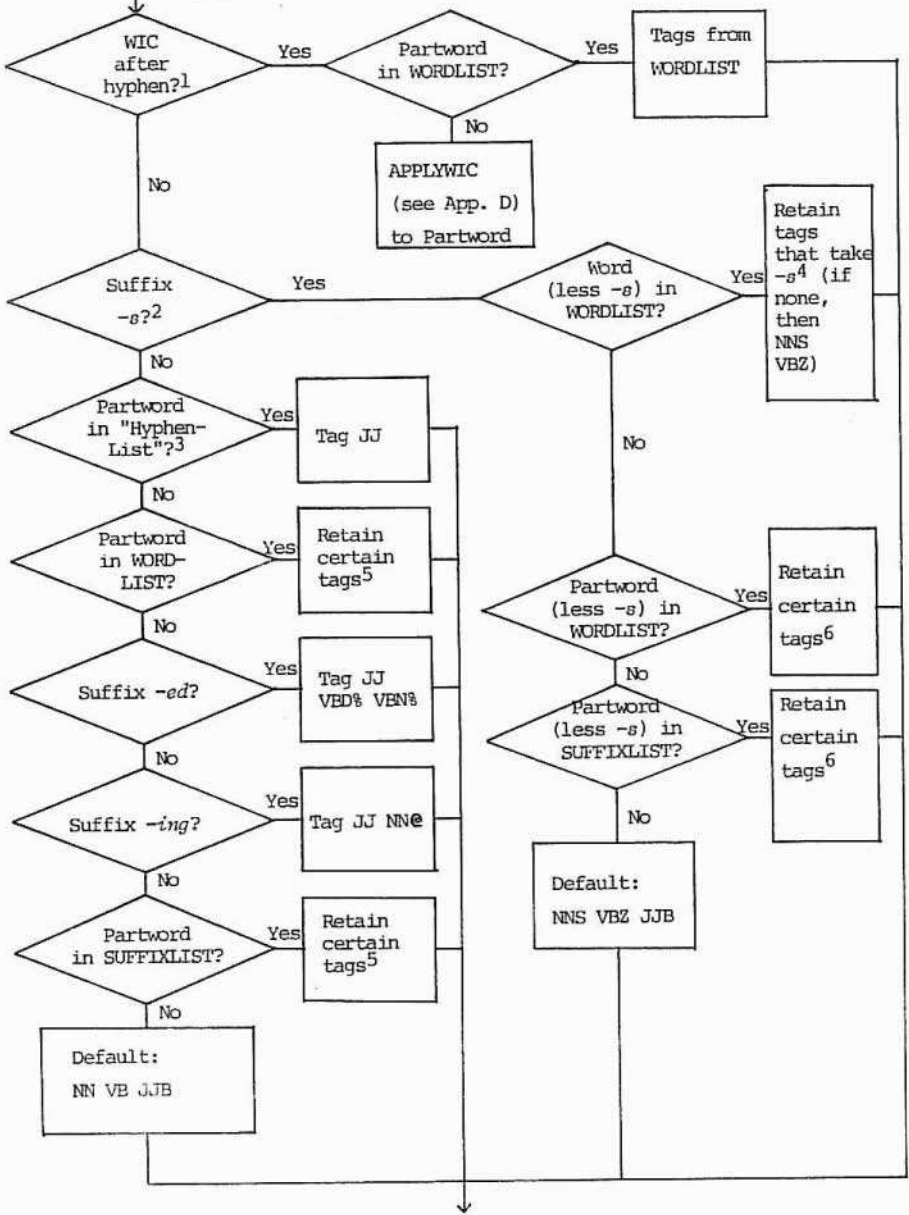 WIC
after
hyphen?1
Yes
Partword
in WORDLIST?
Yes
Tags from
WORDLIST
No
No
APPLYWIC
(see App. D)
to Partword
Suffix
-s?2
Yes
Word
(less -s) in
WORDLIST?
Yes
Retain
tags
that take
-s4 (if
none,
then
NNS
VBZ)
No
No
Partword
in "Hyphen-
List"?3
Yes
Tag JJ
No
Partword
in WORD-
LIST?
Yes
Retain
certain
tags5
Partword
(less -s) in
WORDLIST?
Yes
Retain
certain
tags6
No
No
Suffix -ed?
Yes
Tag JJ
VBD% VBN%
Partword
(less -s) in
SUFFIXLIST?
Yes
Retain
certain
tags6
No
No
Suffix -ing?
Yes
Tag JJ NN@
Default:
NNS VBZ JJB
No
Partword
in SUFFIXLIST?
Yes
Retain
certain
tags5
No
Default:
NN VB JJB